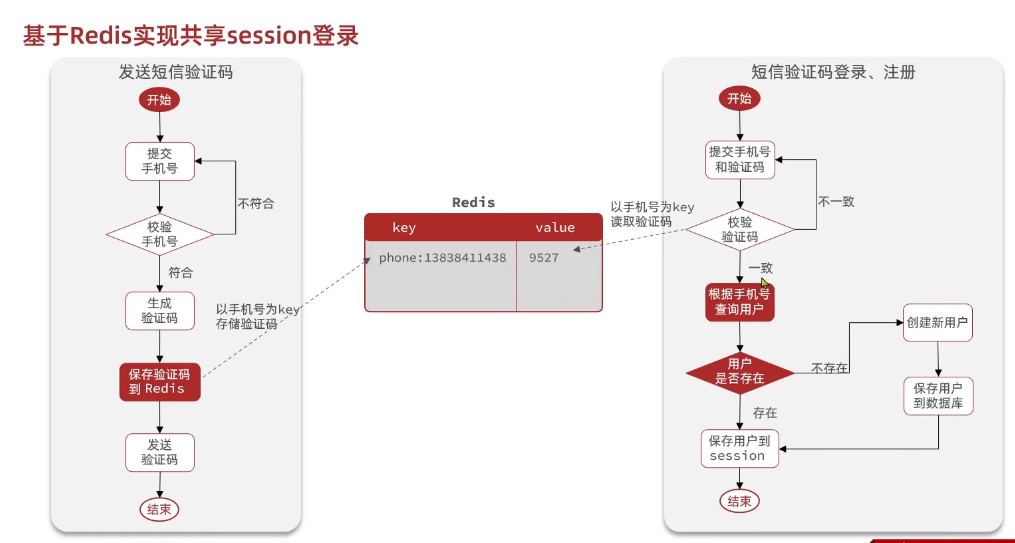 基于Redis实现共享session登录
发送短信验证码
开始
提交
手机号
不符合
校验
手机号
符合
生成
验证码
以手机号为key
存储验证码
保存验证码
到 Redis
发送
验证码
结束
Redis
key value
phone:13838411438 9527
短信验证码登录、注册
开始
提交手机号
和验证码
不一致
以手机号为key
读取验证码
校验
验证码
一致
根据手机号
查询用户
创建新用户
用户
是否存在
不存在
保存用户
到数据库
存在
保存用户到
session
结束